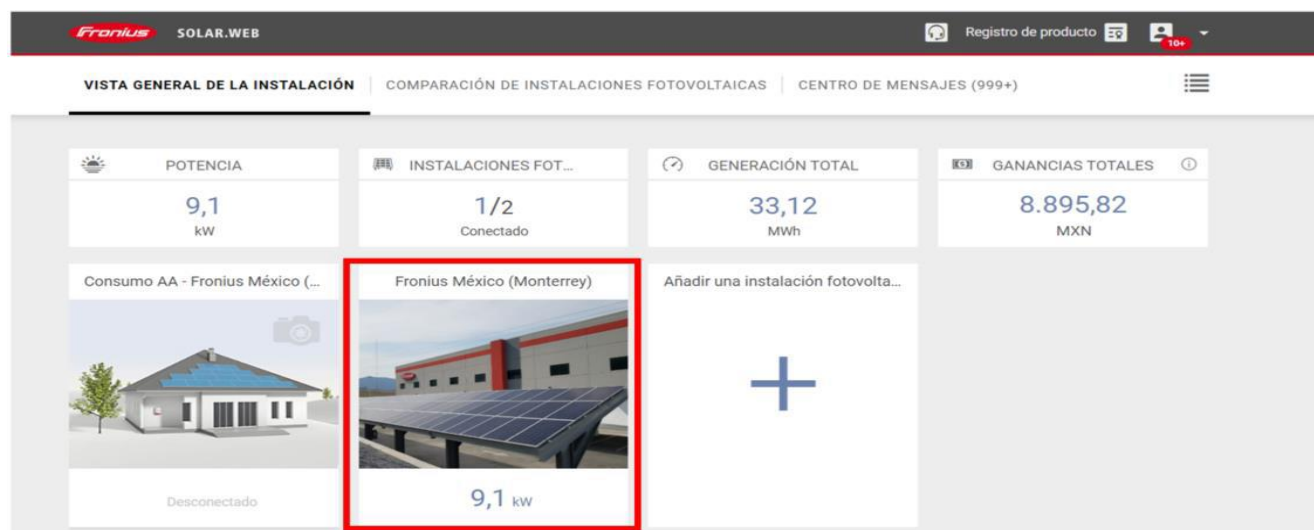 Fronius SOLAR.WEB Registro de producto
10+
VISTA GENERAL DE LA INSTALACIÓN COMPARACIÓN DE INSTALACIONES FOTOVOLTAICAS CENTRO DE MENSAJES (999+)
POTENCIA INSTALACIONES FOT... GENERACIÓN TOTAL GANANCIAS TOTALES
9,1 1/2 33,12 8.895,82
kW Conectado MWh MXN
Consumo AA - Fronius México (... Fronius México (Monterrey) Añadir una instalación fotovolta...
Desconectado 9,1 kW